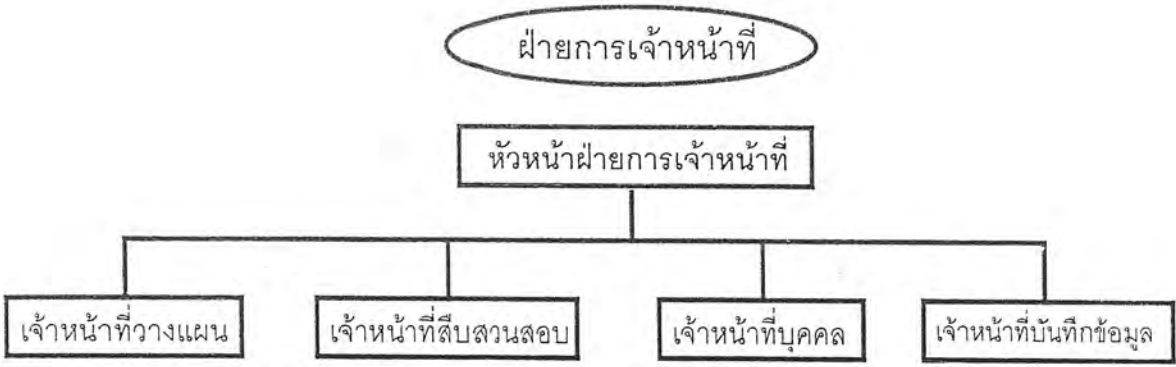 ฝ่ายการเจ้าหน้าที่
หัวหน้าฝ่ายการเจ้าหน้าที่
เจ้าหน้าที่วางแผน
เจ้าหน้าที่สืบสวนสอบ
เจ้าหน้าที่บุคคล
เจ้าหน้าที่บันทึกข้อมูล